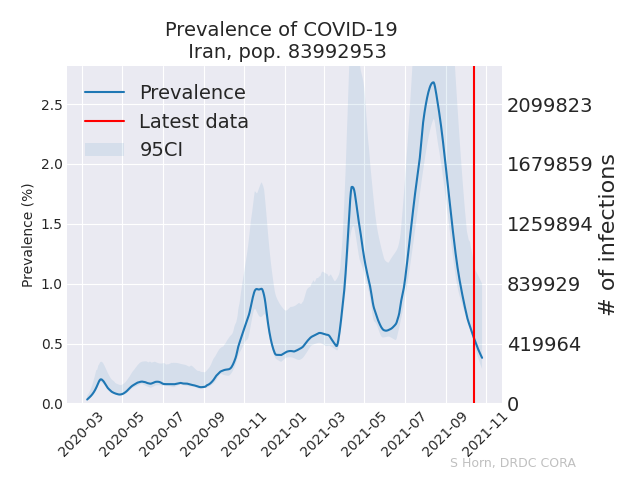 Prevalence of COVID-19
Iran, pop. 83992953
Prevalence
Latest data
95CI
Prevalence (%)
2.5
2.0
1.5
1.0
0.5
0.0
2099823
1679859
1259894
839929
419964
0
# of infections
2020-03
2020-05
2020-07
2020-09
2020-11
2021-01
2021-03
2021-05
2021-07
2021-09
2021-11
S Horn, DRDC CORA